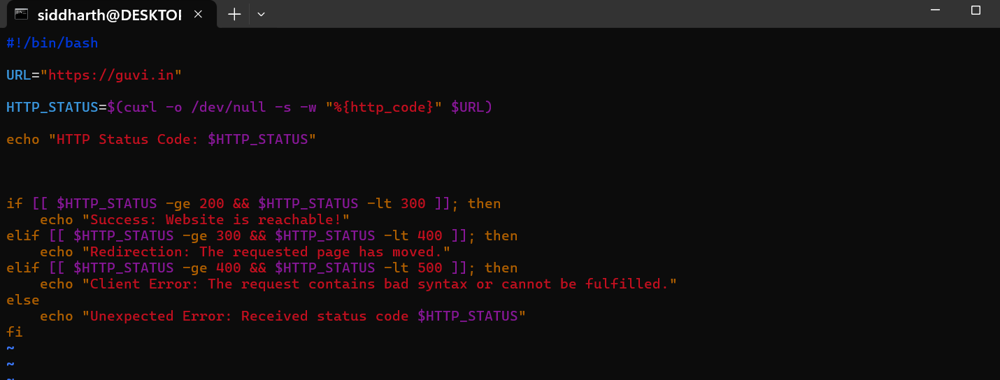 siddharth@DESKTOP
#!/bin/bash
URL="https://guvi.in"
HTTP_STATUS=$(curl -o /dev/null -s -w "%{http_code}" $URL)
echo "HTTP Status Code: $HTTP_STATUS"
if [[ $HTTP_STATUS -ge 200 && $HTTP_STATUS -lt 300 ]]; then
    echo "Success: Website is reachable!"
elif [[ $HTTP_STATUS -ge 300 && $HTTP_STATUS -lt 400 ]]; then
    echo "Redirection: The requested page has moved."
elif [[ $HTTP_STATUS -ge 400 && $HTTP_STATUS -lt 500 ]]; then
    echo "Client Error: The request contains bad syntax or cannot be fulfilled."
else
    echo "Unexpected Error: Received status code $HTTP_STATUS"
fi
~
~
~